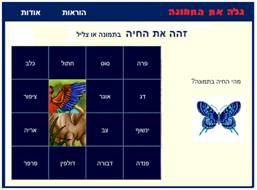 גלה את התמונה
הוראות
אודות
זהה את החיה בתמונה או צליל
מהי החיה בתמונה?
פרה סוס חתול כלב
דג אוגר ציפור
ינשוף צב אריה
פנדה דבורה דולפין פרפר